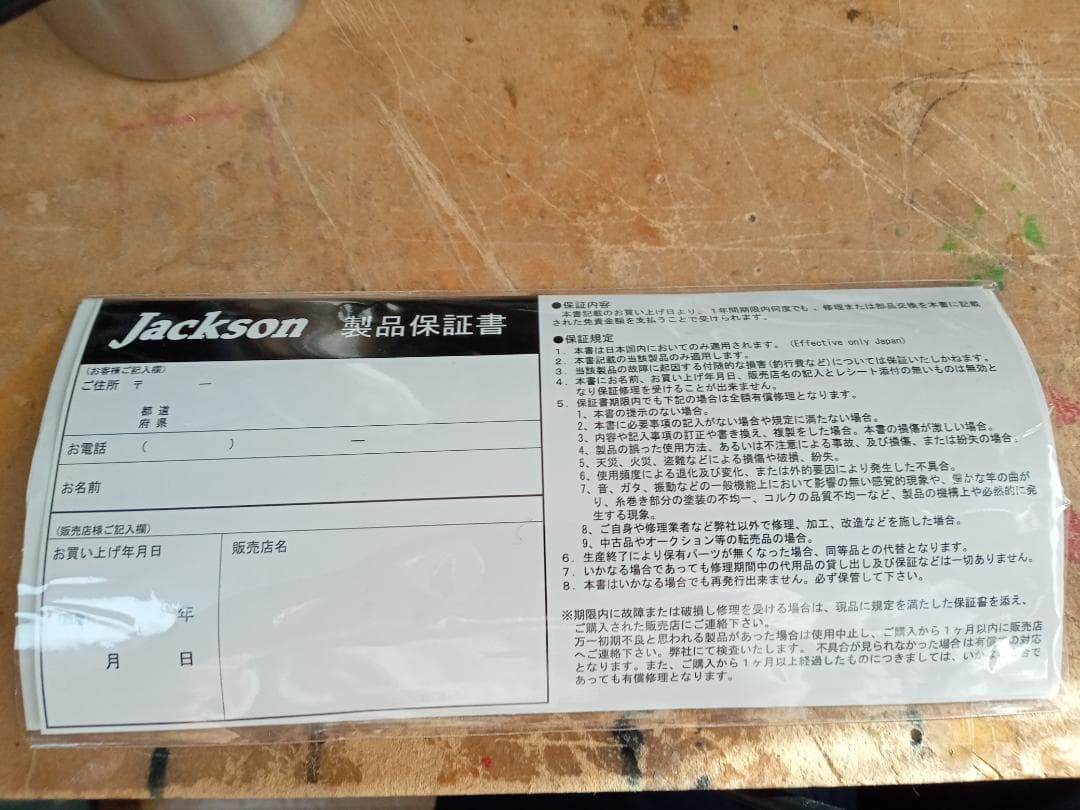 Jackson 製品保証書
(お客様ご記入欄)
ご住所 〒 ー
都 道
府 県
お電話 ( ) ー
お名前
(販売店様ご記入欄)
お買い上げ年月日
年
月 日
販売店名
●保証内容
本書記載のお買い上げ日より、1年間期限内何度でも、修理または部品交換を本書に記載
された免責金額を支払うことで受けられます。
●保証規定
1. 本書は日本国内においてのみ適用されます。(Effective only Japan)
2. 本書記載の当該製品のみ適用します。
3. 当該製品の故障に起因する付随的な損害(釣行費など)については保証いたしかねます。
4. 本書にお名前、お買い上げ年月日、販売店名の記入とレシート添付の無いものは無効と
なり保証修理を受けることが出来ません。
5. 保証書期限内でも下記の場合は全額有償修理となります。
1、本書の提示のない場合。
2、本書に必要事項の記入がない場合や規定に満たない場合。
3、内容や記入事項の訂正や書き換え、複製をした場合。本書の損傷が激しい場合。
4、製品の誤った使用方法、あるいは不注意による事故、及び損傷、または紛失の場合。
5、天災、火災、盗難などによる損傷や破損、紛失。
6、使用頻度による退化及び変化、または外的要因により発生した不具合。
7、音、ガタ、振動などの一般機能上において影響の無い感覚的現象や、僅かな竿の曲が
り、糸巻き部分の塗装の不均一、コルクの品質不均一など、製品の機構上や必然的に発
生する現象。
8、ご自身や修理業者など弊社以外で修理、加工、改造などを施した場合。
9、中古品やオークション等の転売品の場合。
6. 生産終了により保有パーツが無くなった場合、同等品との代替となります。
7. いかなる場合であっても修理期間中の代用品の貸し出し及び保証などは一切ありません。
8. 本書はいかなる場合でも再発行出来ません。必ず保管して下さい。
※期限内に故障または破損し修理を受ける場合は、現品に規定を満たした保証書を添え、
ご購入された販売店にご連絡下さい。
万一初期不良と思われる製品があった場合は使用中止し、ご購入から1ヶ月以内に販売店
へご連絡下さい。弊社にて検査いたします。 不具合が見られなかった場合は有償での対応
となります。また、ご購入から1ヶ月以上経過したものにつきましては、いかなる場合で
あっても有償修理となります。